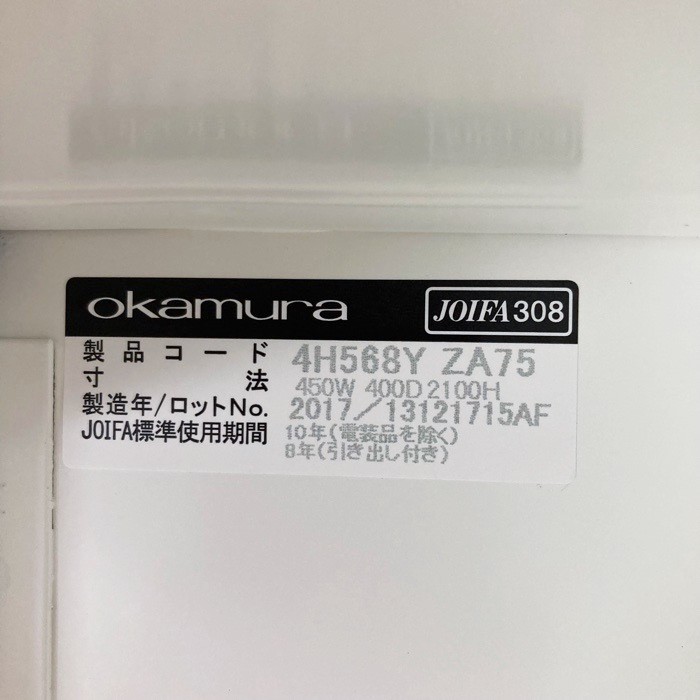 okamura JOIFA308
製品コード 4H568Y ZA75
寸法 450W 400D 2100H
製造年/ロットNo. 2017/13121715AF
JOIFA標準使用期間 10年(電装品を除く)
8年(引き出し付き)